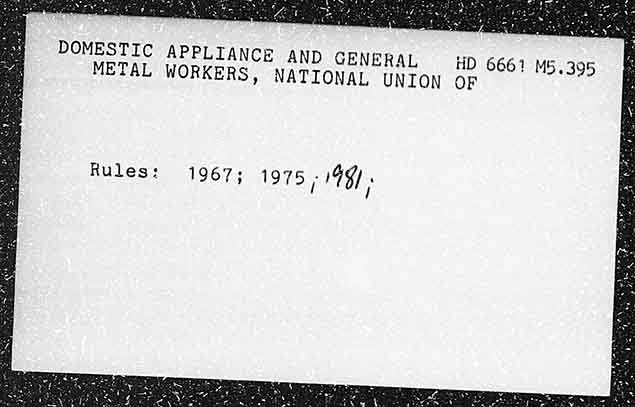 DOMESTIC APPLIANCE AND GENERAL HD 6661 M5.395
METAL WORKERS, NATIONAL UNION OF
Rules: 1967; 1975; 1981;